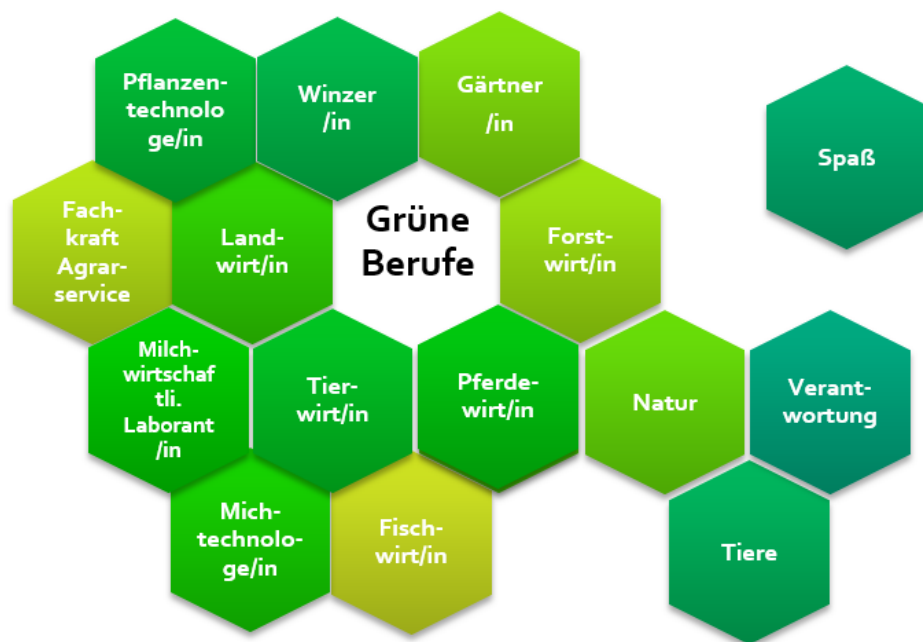 Pflanzen-
technolo
ge/in
Winzer
/in
Gärtner
/in
Spaß
Fach-
kraft
Agrar-
service
Land-
wirt/in
Grüne
Berufe
Forst-
wirt/in
Milch-
wirtschaf
tli.
Laborant
/in
Tier-
wirt/in
Pferde-
wirt/in
Natur
Verant-
wortung
Mich-
technolo-
ge/in
Fisch-
wirt/in
Tiere